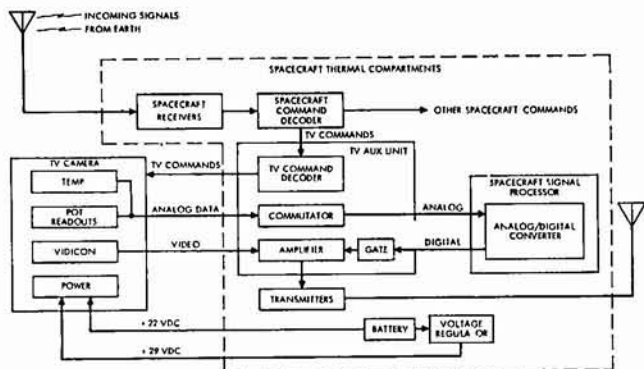 INCOMING SIGNALS
FROM EARTH
SPACECRAFT THERMAL COMPARTMENTS
SPACECRAFT
RECEIVERS
SPACECRAFT
COMMAND
DECODER
OTHER SPACECRAFT COMMANDS
TV COMMANDS
TV AUX UNIT
TV CAMERA
TV COMMANDS
TV COMMAND
DECODER
SPACECRAFT SIGNAL
PROCESSOR
TEMP
POT
READOUTS
ANALOG DATA
COMMUTATOR
ANALOG
ANALOG/DIGITAL
CONVERTER
VIDICON
VIDEO
AMPLIFIER
GATE
DIGITAL
POWER
TRANSMITTERS
+22 VDC
BATTERY
VOLTAGE
REGULATOR
+29 VDC